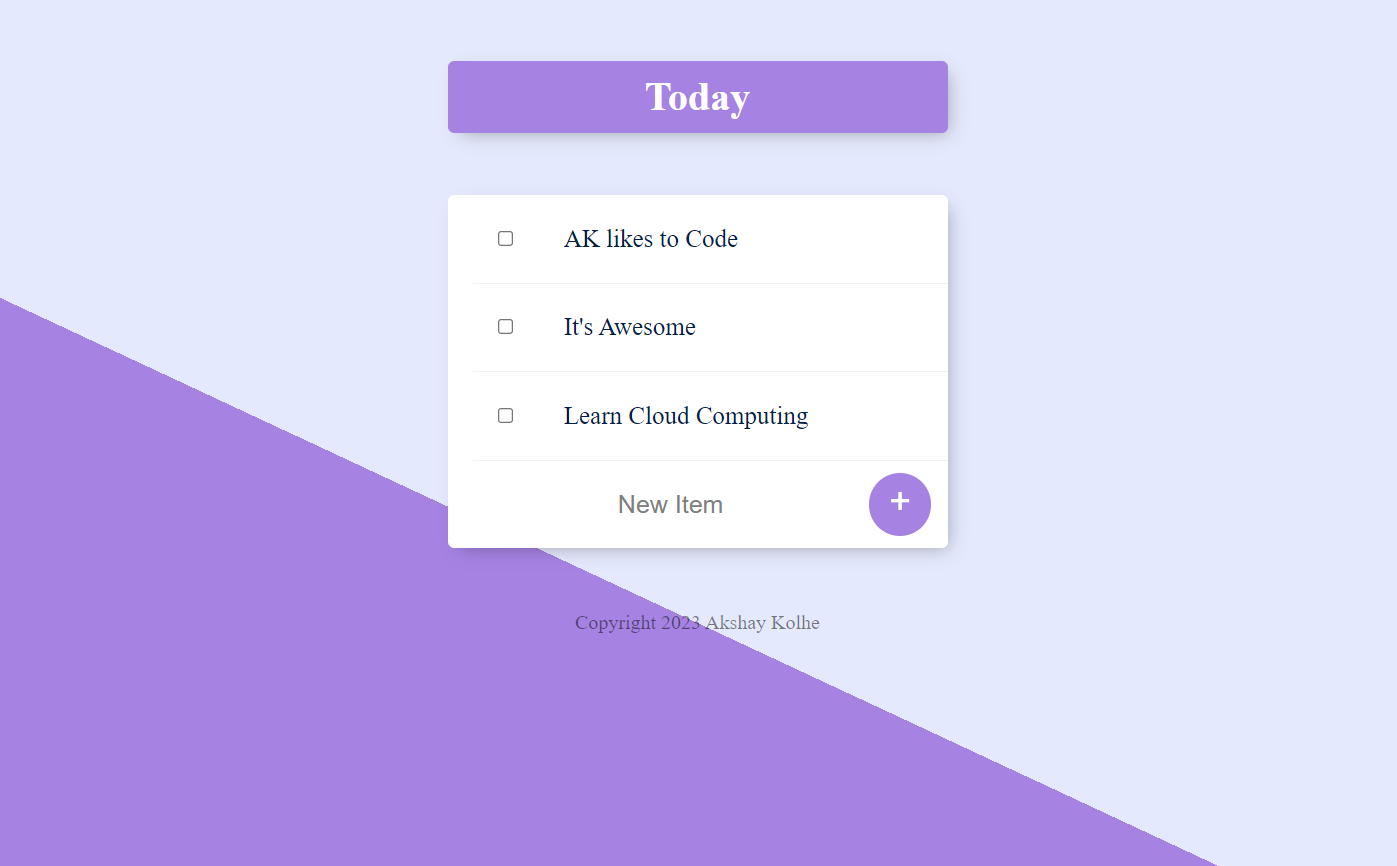 Today
AK likes to Code
It's Awesome
Learn Cloud Computing
New Item +
Copyright 2023 Akshay Kolhe